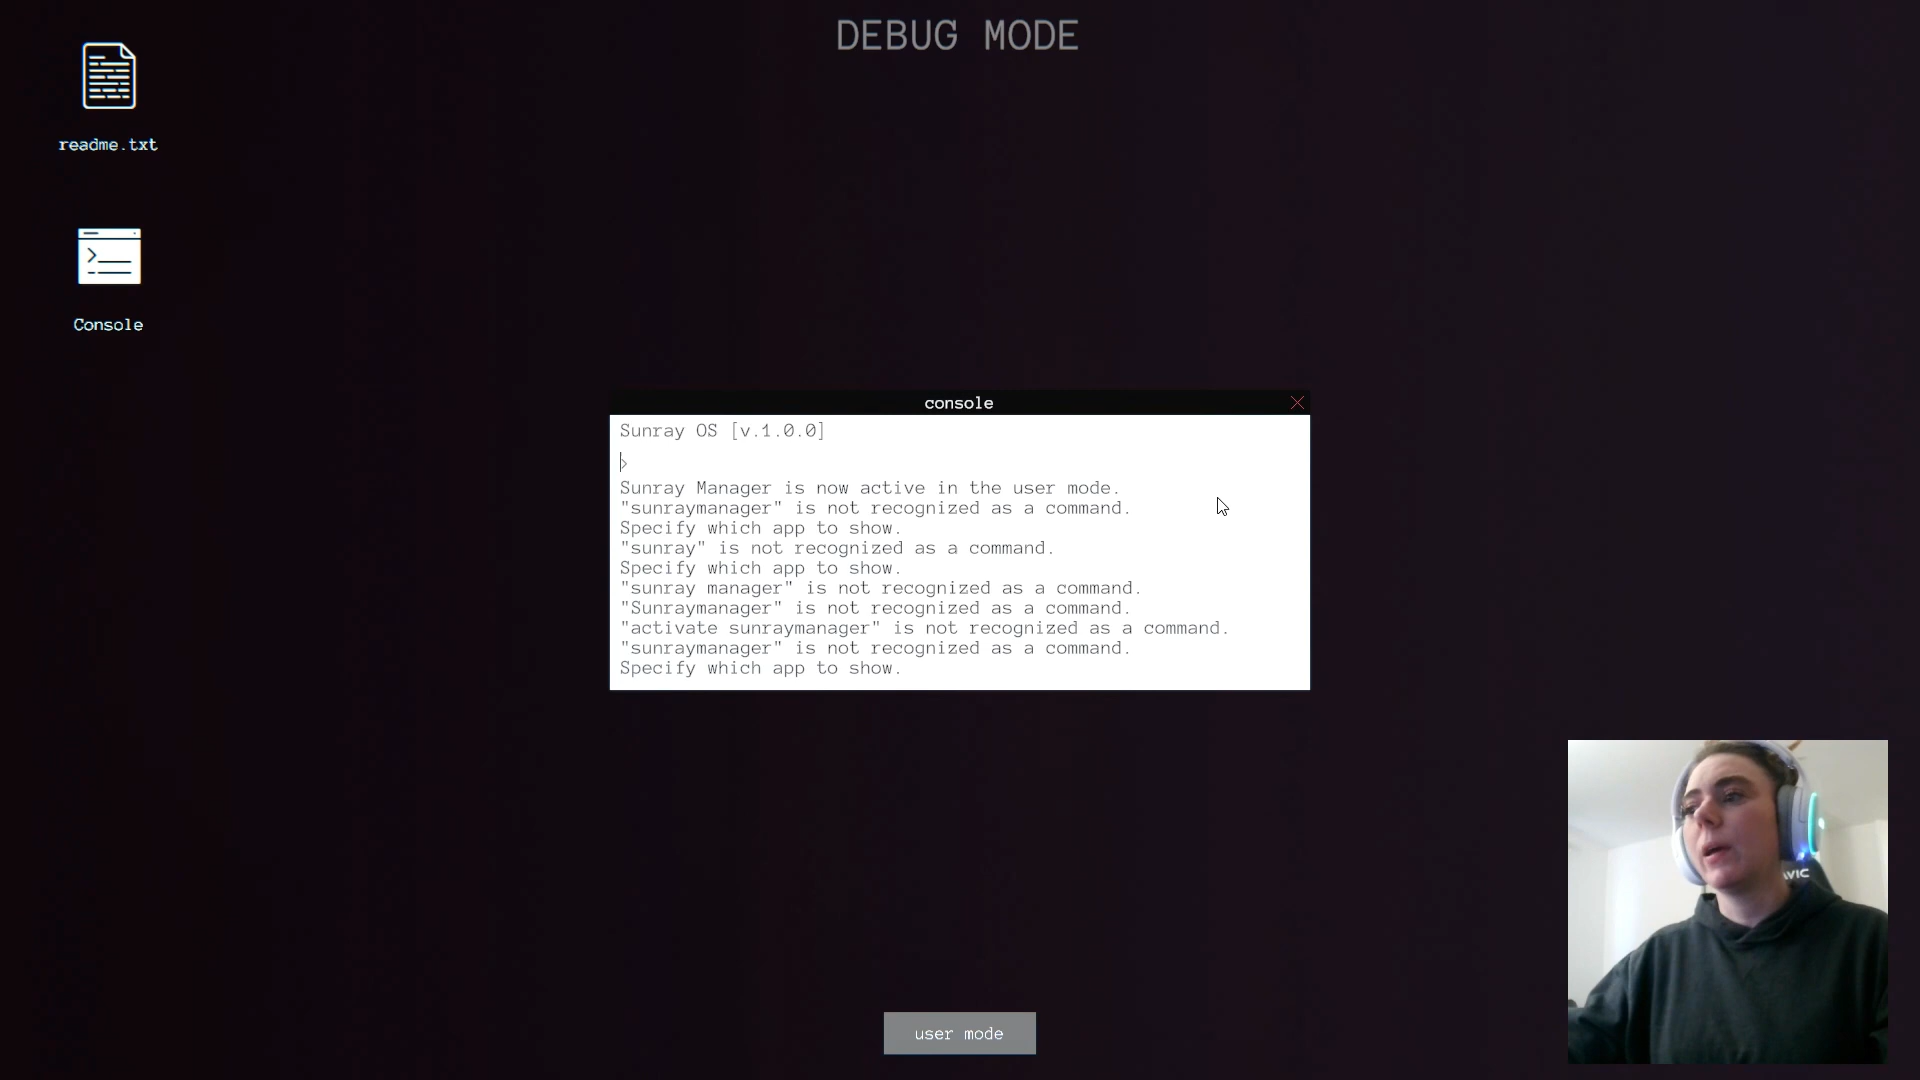 DEBUG MODE
readme.txt
Console
console
Sunray OS [v.1.0.0]
>
Sunray Manager is now active in the user mode.
"sunraymanager" is not recognized as a command.
Specify which app to show.
"sunray" is not recognized as a command.
Specify which app to show.
"sunray manager" is not recognized as a command.
"Sunraymanager" is not recognized as a command.
"activate sunraymanager" is not recognized as a command.
"sunraymanager" is not recognized as a command.
Specify which app to show.
user mode